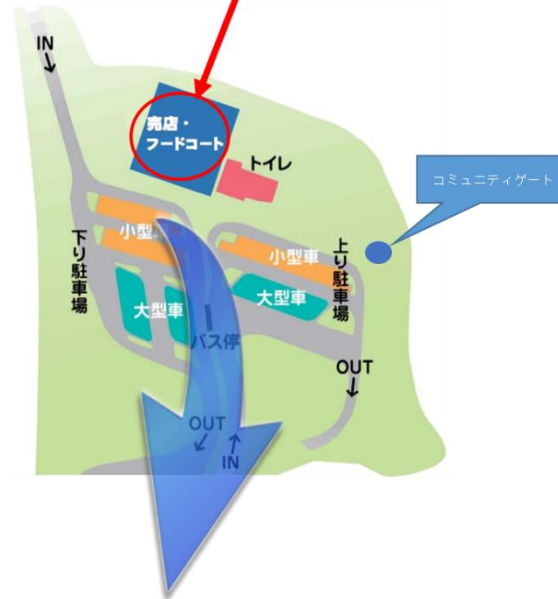 IN
↓
売店・
フードコート
トイレ
コミュニティゲート
小型車
小型車
下り駐車場
上り駐車場
大型車
大型車
バス停
OUT
↓
OUT
↙
↑
IN